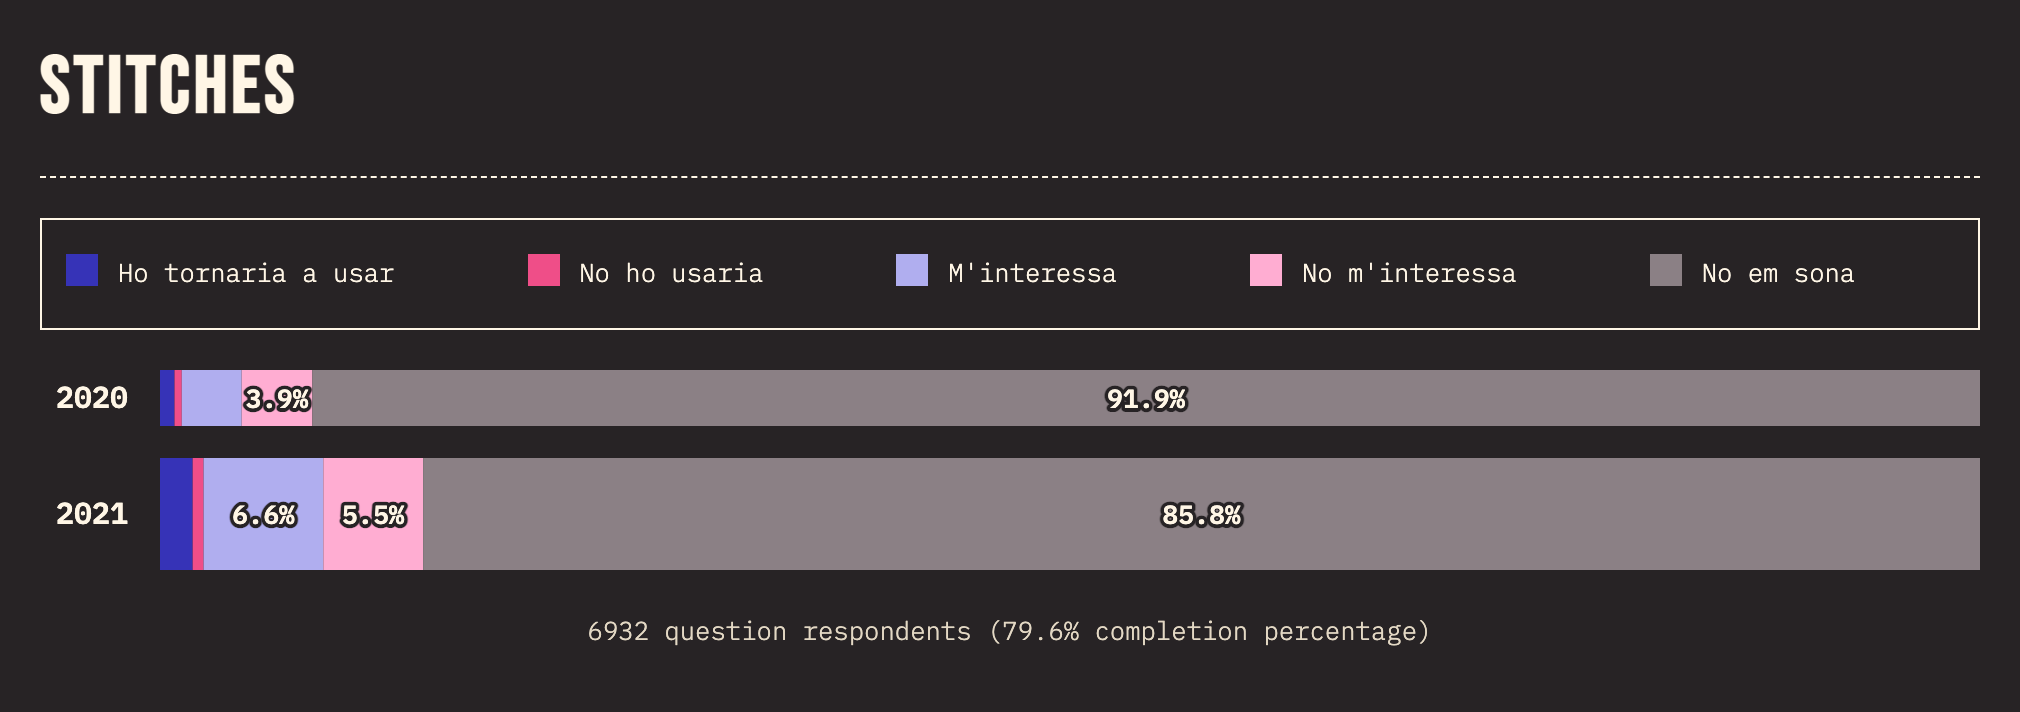 STITCHES
Ho tornaria a usar No ho usaria M'interessa No m'interessa No em sona
2020 3.9% 91.9%
2021 6.6% 5.5% 85.8%
6932 question respondents (79.6% completion percentage)